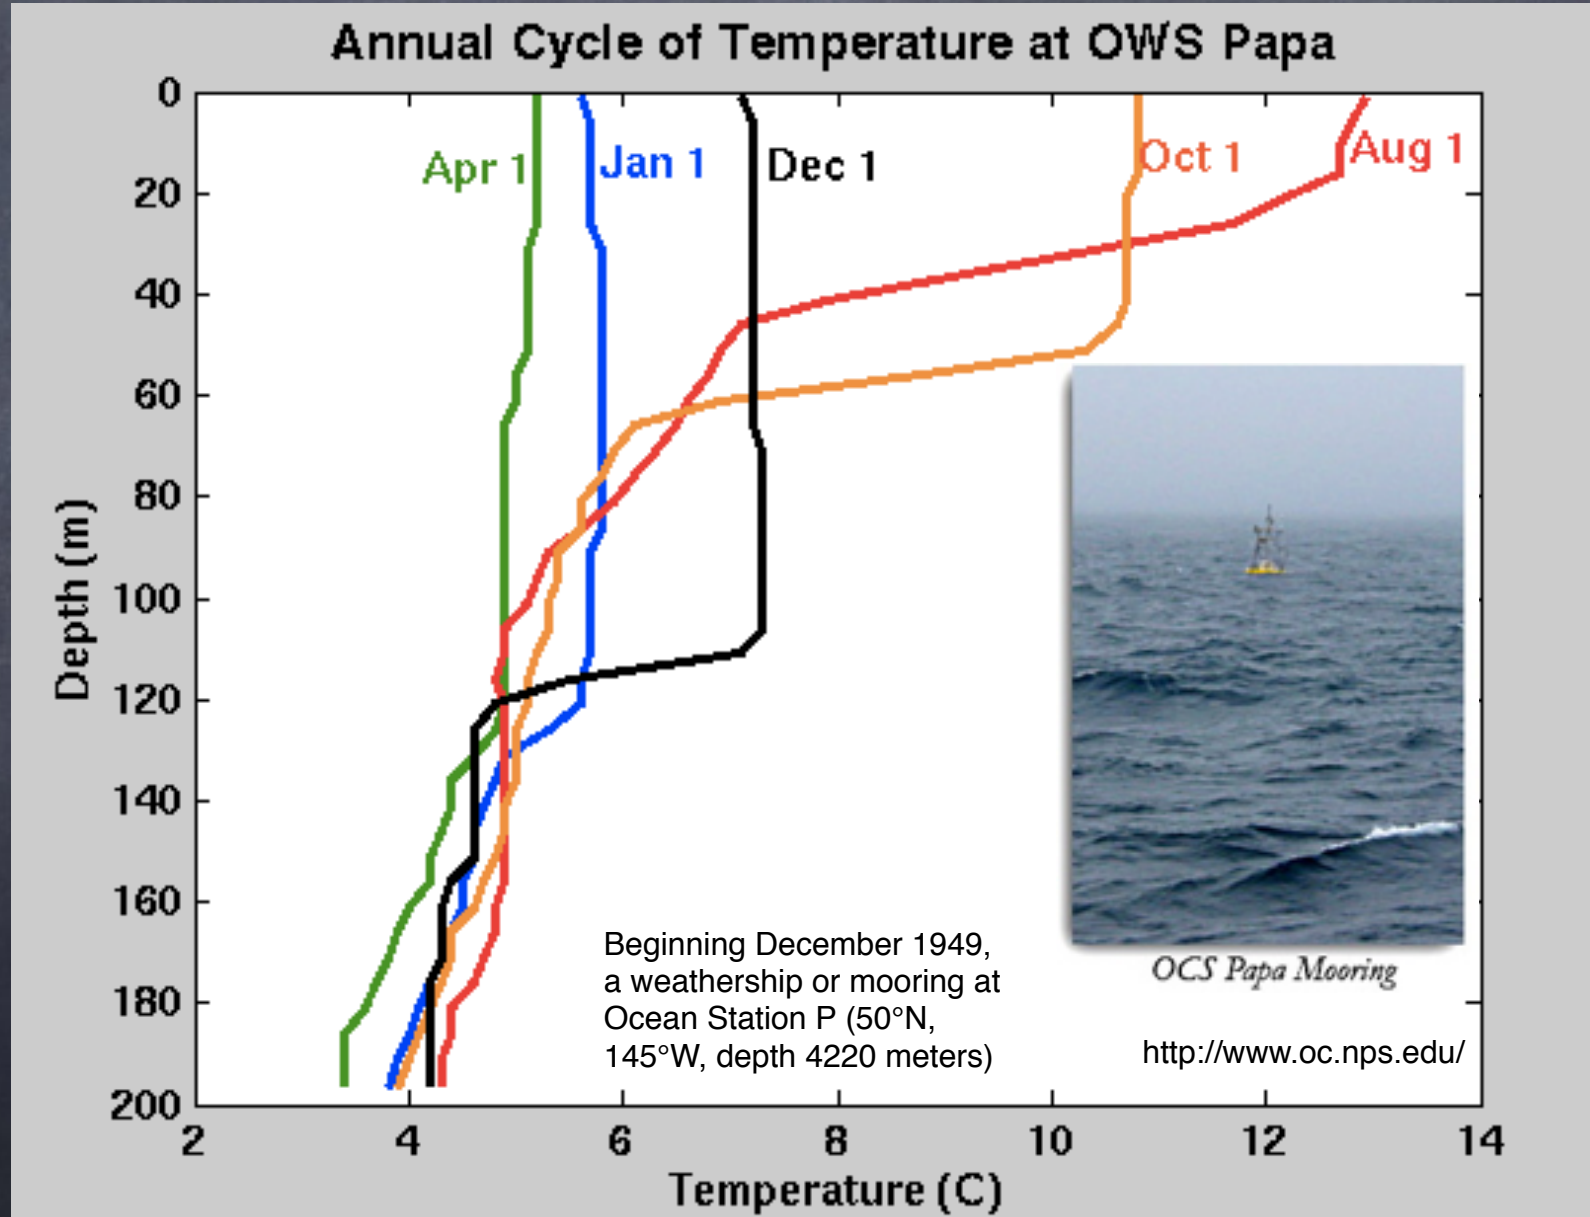 Annual Cycle of Temperature at OWS Papa
0
20
40
60
80
100
120
140
160
180
200
Depth (m)
Apr 1
Jan 1
Dec 1
Oct 1
Aug 1
OCS Papa Mooring
Beginning December 1949,
a weathership or mooring at
Ocean Station P (50°N,
145°W, depth 4220 meters)
http://www.oc.nps.edu/
2 4 6 8 10 12 14
Temperature (C)